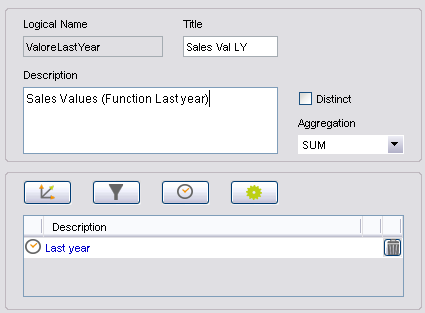 Logical Name
Title
ValoreLastYear
Sales Val LY
Description
Sales Values (Function Last year)
Distinct
Aggregation
SUM
Description
Last year